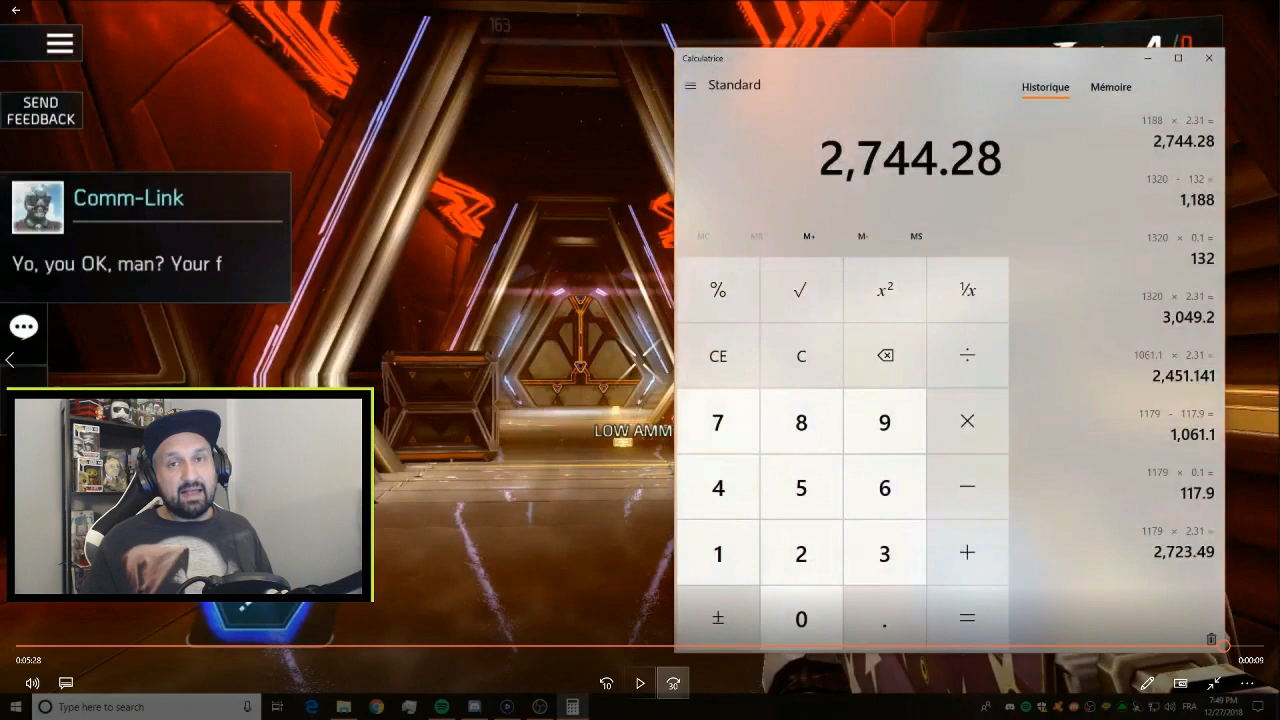 163
SEND
FEEDBACK
Comm-Link
Yo, you OK, man? Your f
LOW AMM
Calculatrice
Standard
Historique
Mémoire
2,744.28
MC
MR
M+
M-
MS
%
√
x²
⅟x
CE
C
÷
7
8
9
×
4
5
6
−
1
2
3
+
±
0
.
=
1188 × 2.31 =
2,744.28
1320 - 132 =
1,188
1320 × 0.1 =
132
1320 × 2.31 =
3,049.2
1061.1 × 2.31 =
2,451.141
1179 - 117.9 =
1,061.1
1179 × 0.1 =
117.9
1179 × 2.31 =
2,723.49
0:05:28
0:00:09
10
30
Type here to search
FRA
7:49 PM
12/27/2018